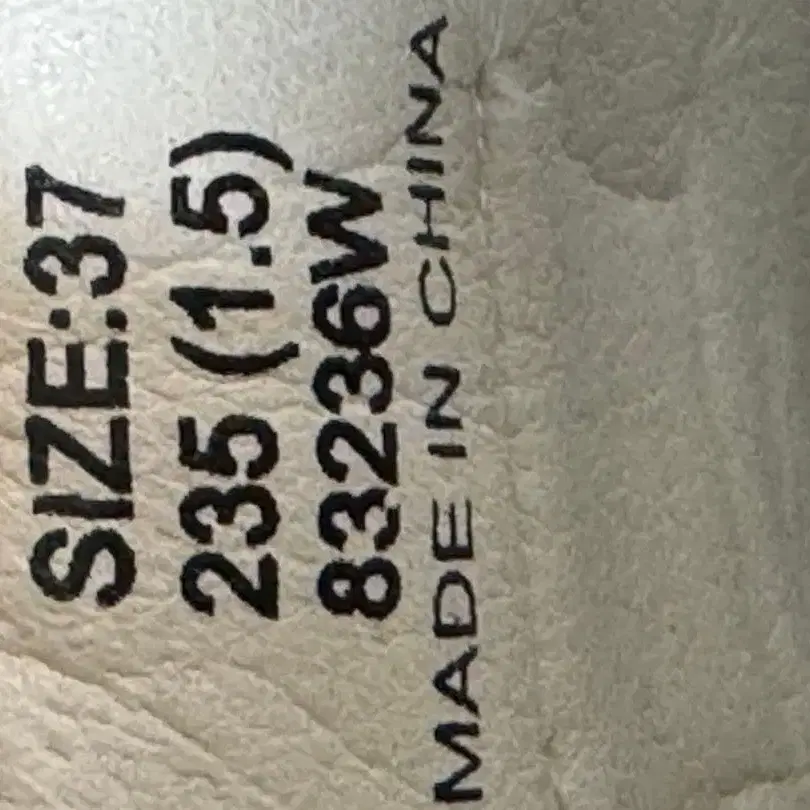 SIZE:37
235 (1.5)
83236W
MADE IN CHINA